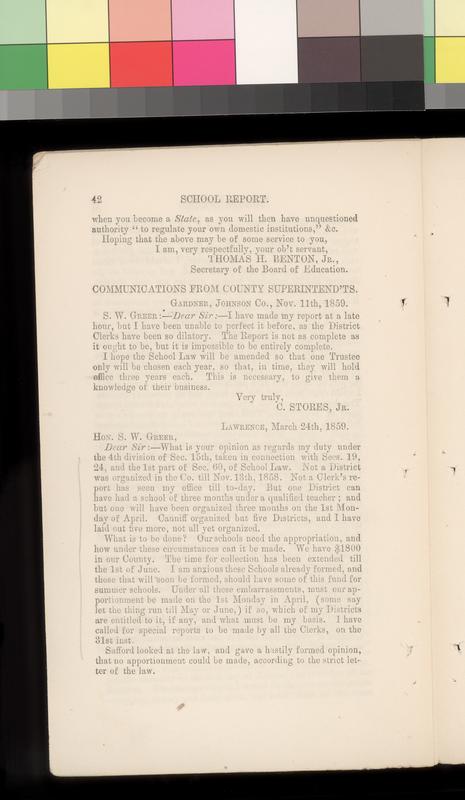 42 SCHOOL REPORT.
when you become a State, as you will then have unquestioned
authority "to regulate your own domestic institutions," &c.
Hoping that the above may be of some service to you,
I am, very respectfully, your ob't servant,
THOMAS H. BENTON, JR.,
Secretary of the Board of Education.
COMMUNICATIONS FROM COUNTY SUPERINTEND'TS.
GARDNER, JOHNSON CO., Nov. 11th, 1859.
S. W. GREER:—Dear Sir:—I have made my report at a late
hour, but I have been unable to perfect it before, as the District
Clerks have been so dilatory. The Report is not as complete as
it ought to be, but it is impossible to be entirely complete.
I hope the School Law will be amended so that one Trustee
only will be chosen each year, so that, in time, they will hold
office three years each. This is necessary, to give them a
knowledge of their business.
Very truly,
C. STORES, JR.
LAWRENCE, March 24th, 1859.
HON. S. W. GREER,
Dear Sir:—What is your opinion as regards my duty under
the 4th division of Sec. 15th, taken in connection with Secs. 19,
24, and the 1st part of Sec. 60, of School Law. Not a District
was organized in the Co. till Nov. 13th, 1858. Not a Clerk's re-
port has seen my office till to-day. But one District can
have had a school of three months under a qualified teacher; and
but one will have been organized three months on the 1st Mon-
day of April. Canniff organized but five Districts, and I have
laid out five more, not all yet organized.
What is to be done? Our schools need the appropriation, and
how under these circumstances can it be made. We have $1800
in our County. The time for collection has been extended till
the 1st of June. I am anxious these Schools already formed, and
those that will soon be formed, should have some of this fund for
summer schools. Under all these embarrassments, must our ap-
portionment be made on the 1st Monday in April, (some say
let the thing run till May or June,) if so, which of my Districts
are entitled to it, if any, and what must be my basis. I have
called for special reports to be made by all the Clerks, on the
31st inst.
Safford looked at the law, and gave a hastily formed opinion,
that no apportionment could be made, according to the strict let-
ter of the law.